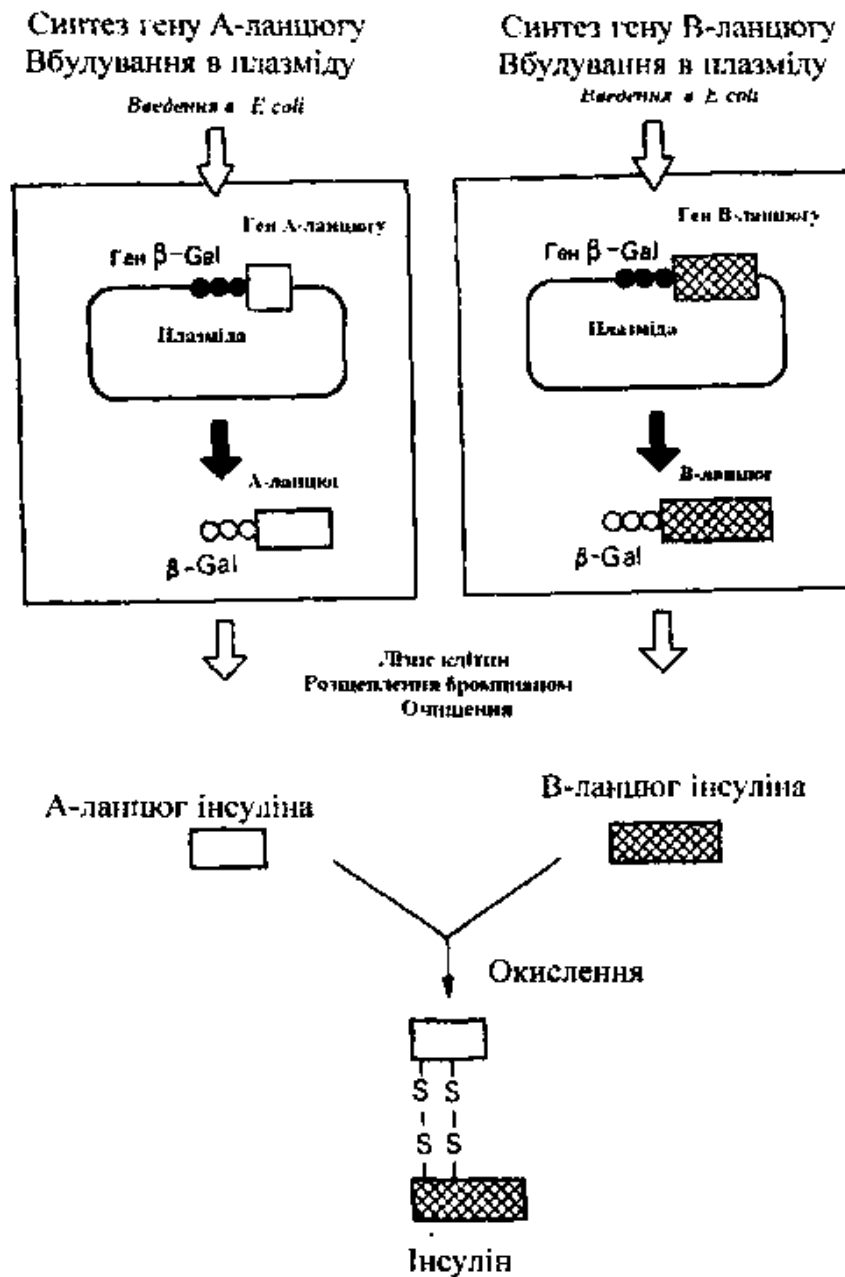 Синтез гену А-ланцюгу
Вбудування в плазміду
Введення в E coli
Ген А-ланцюгу
Ген β-Gal
Плазміда
А-ланцюг
β-Gal
Синтез гену В-ланцюгу
Вбудування в плазміду
Введення в E coli
Ген В-ланцюгу
Ген β-Gal
Плазміда
В-ланцюг
β-Gal
Лізис клітин
Розщеплення бромціаном
Очищення
А-ланцюг інсуліна
В-ланцюг інсуліна
Окислення
S S
S S
Інсулін